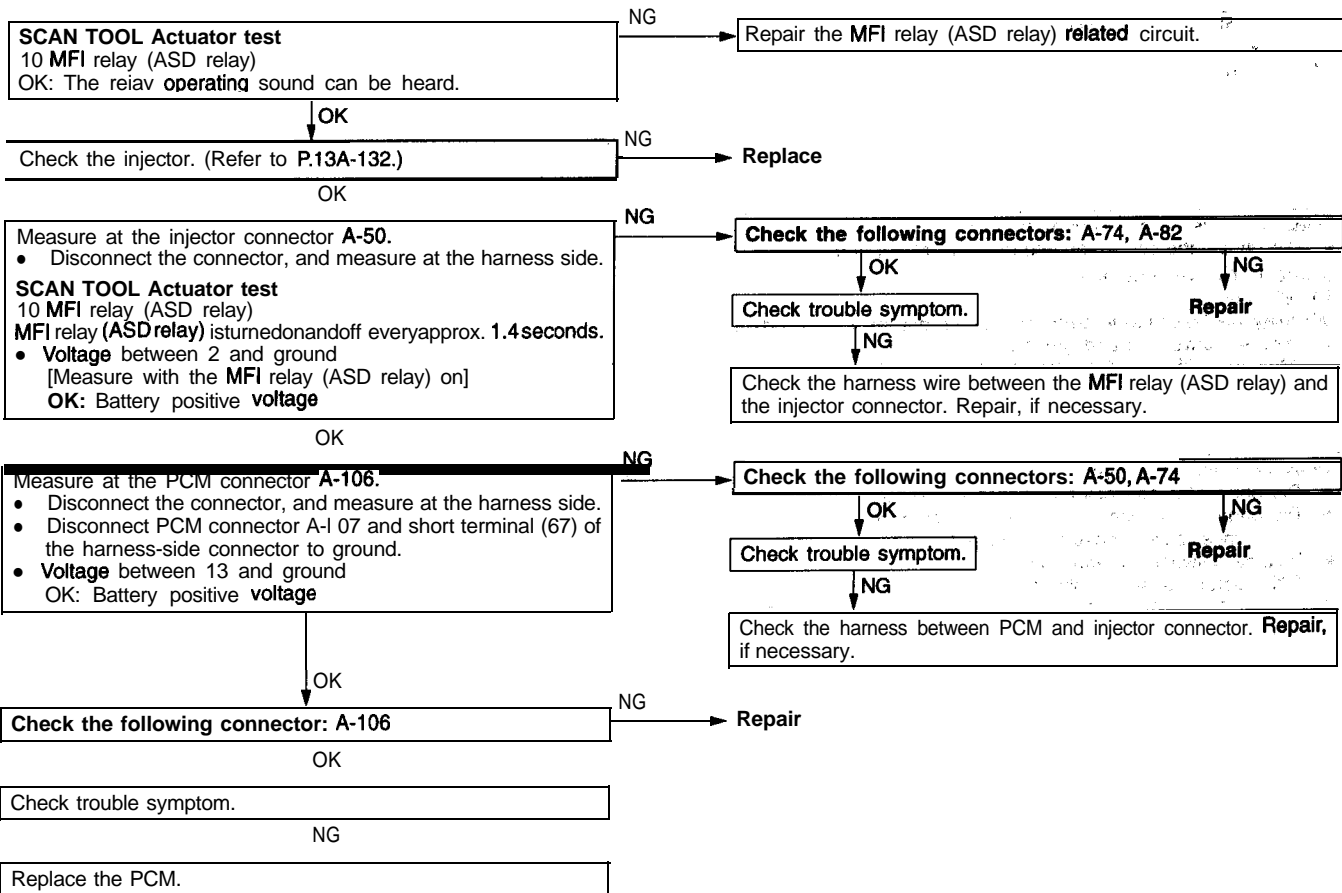 SCAN TOOL Actuator test
10 MFI relay (ASD relay)
OK: The reiav operating sound can be heard.
NG
Repair the MFI relay (ASD relay) related circuit.
OK
Check the injector. (Refer to P.13A-132.)
NG
Replace
OK
Measure at the injector connector A-50.
• Disconnect the connector, and measure at the harness side.
SCAN TOOL Actuator test
10 MFI relay (ASD relay)
MFI relay (ASD relay) isturnedonandoff everyapprox. 1.4 seconds.
• Voltage between 2 and ground
[Measure with the MFI relay (ASD relay) on]
OK: Battery positive voltage
NG
Check the following connectors: A-74, A-82
OK
NG
Check trouble symptom.
Repair
NG
Check the harness wire between the MFI relay (ASD relay) and
the injector connector. Repair, if necessary.
OK
Measure at the PCM connector A-106.
• Disconnect the connector, and measure at the harness side.
• Disconnect PCM connector A-l 07 and short terminal (67) of
the harness-side connector to ground.
• Voltage between 13 and ground
OK: Battery positive voltage
NG
Check the following connectors: A-50, A-74
OK
NG
Check trouble symptom.
Repair
NG
Check the harness between PCM and injector connector. Repair,
if necessary.
OK
Check the following connector: A-106
NG
Repair
OK
Check trouble symptom.
NG
Replace the PCM.